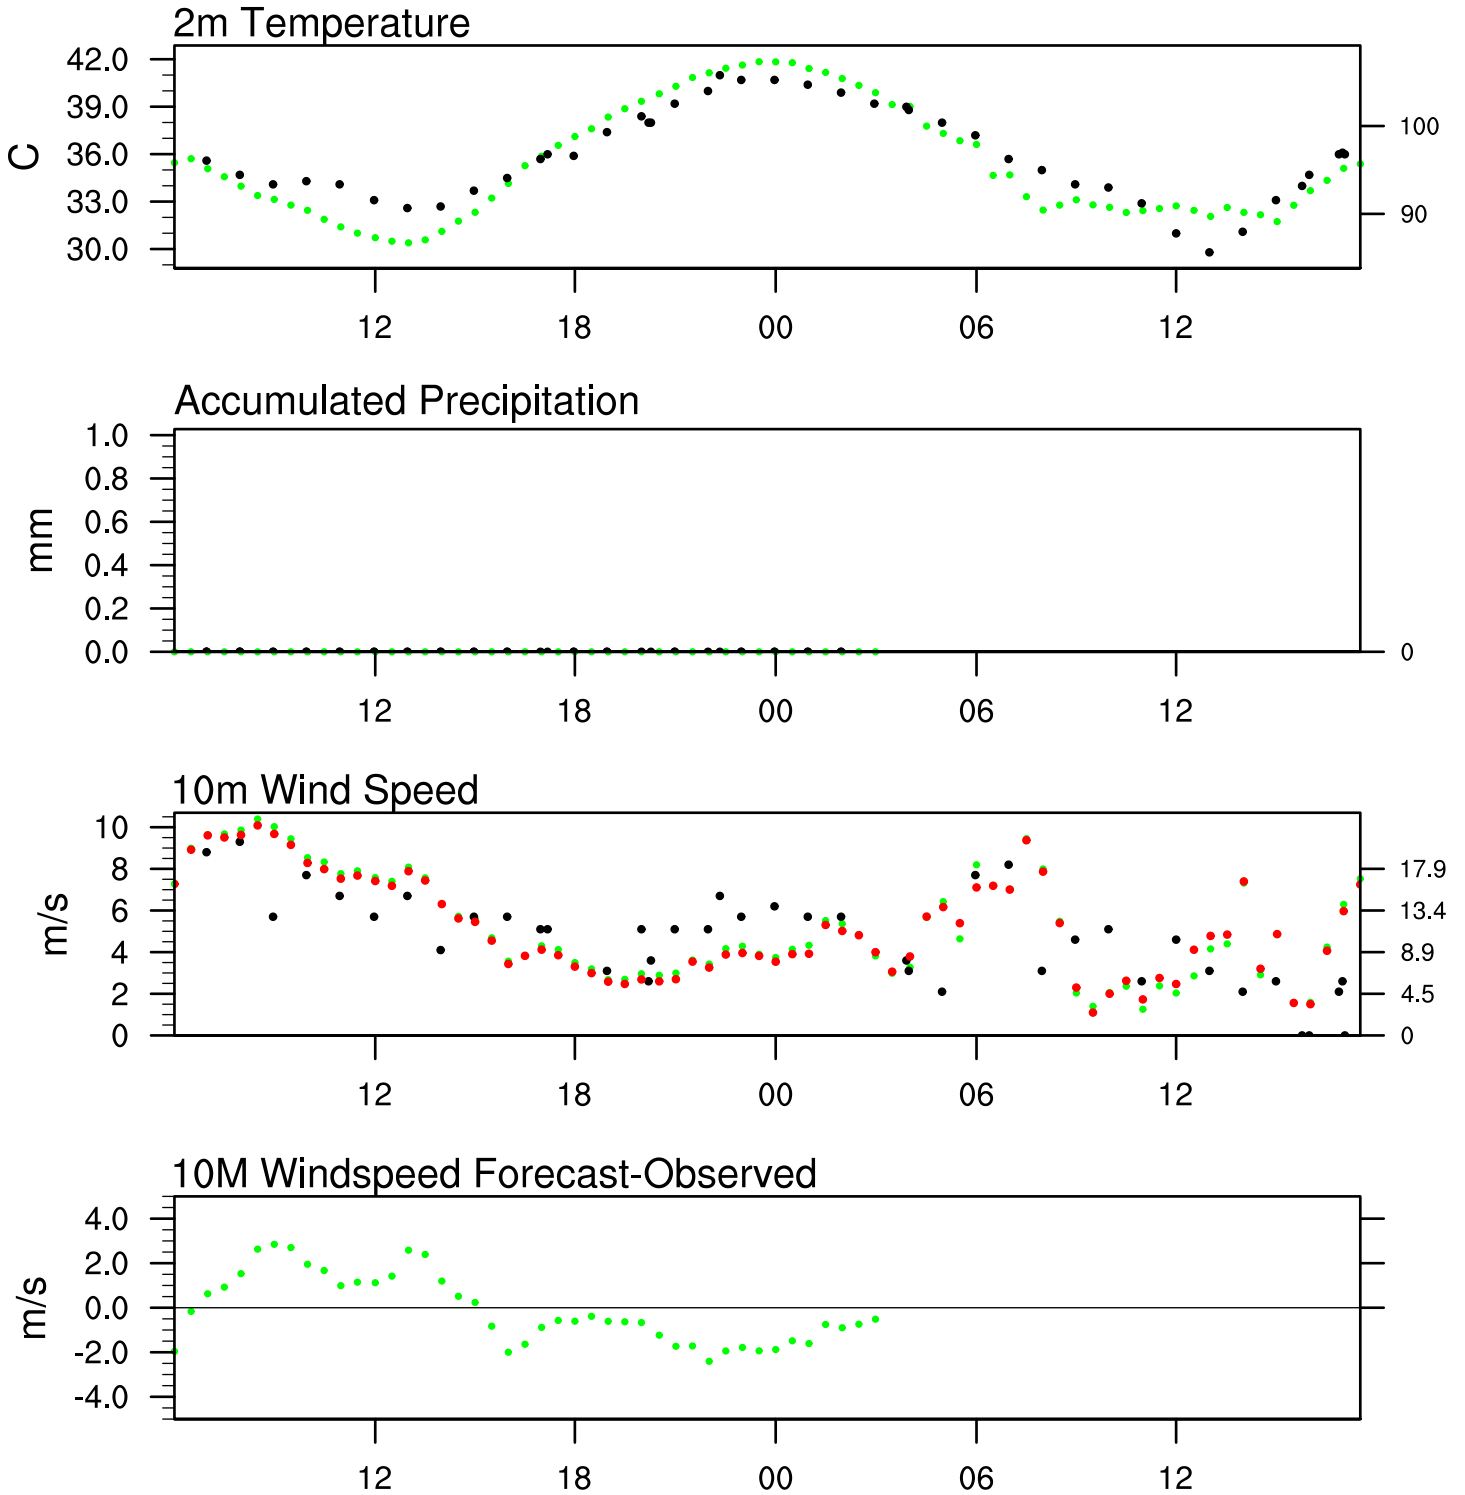 2m Temperature
42.0
39.0
36.0
33.0
30.0
C
100
90
12 18 00 06 12
Accumulated Precipitation
1.0
0.8
0.6
0.4
0.2
0.0
mm
0
12 18 00 06 12
10m Wind Speed
10
8
6
4
2
0
m/s
17.9
13.4
8.9
4.5
0
12 18 00 06 12
10M Windspeed Forecast-Observed
4.0
2.0
0.0
-2.0
-4.0
m/s
12 18 00 06 12